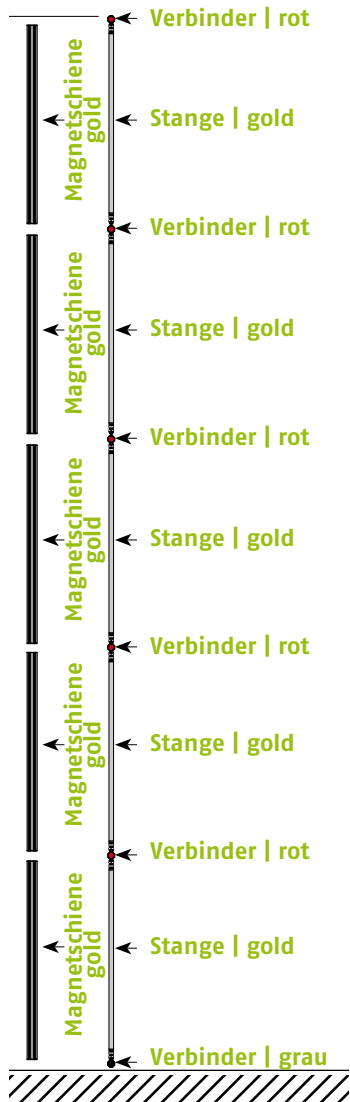 Verbinder | rot
Magnetschiene
gold
Stange | gold
Verbinder | rot
Magnetschiene
gold
Stange | gold
Verbinder | rot
Magnetschiene
gold
Stange | gold
Verbinder | rot
Magnetschiene
gold
Stange | gold
Verbinder | rot
Magnetschiene
gold
Stange | gold
Verbinder | grau